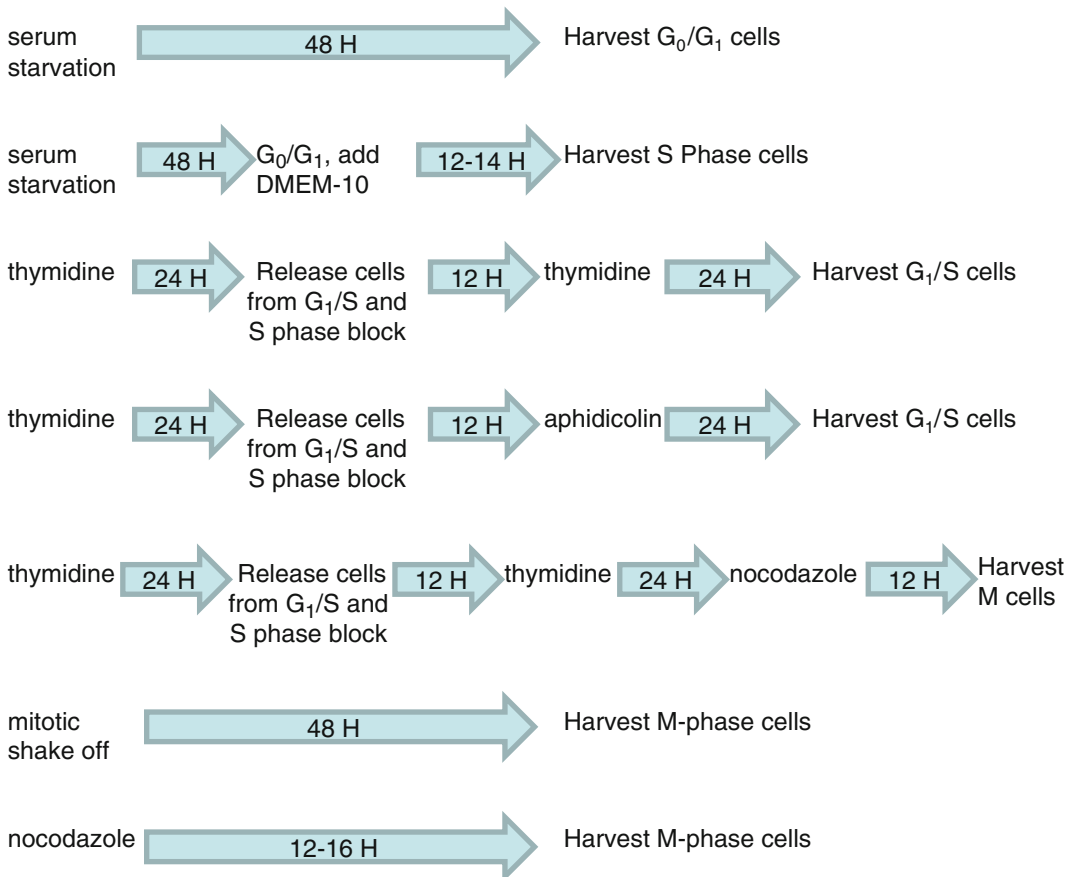 serum
starvation
48 H
Harvest G₀/G₁ cells
serum
starvation
48 H
G₀/G₁, add
DMEM-10
12-14 H
Harvest S Phase cells
thymidine
24 H
Release cells
from G₁/S and
S phase block
12 H
thymidine
24 H
Harvest G₁/S cells
thymidine
24 H
Release cells
from G₁/S and
S phase block
12 H
aphidicolin
24 H
Harvest G₁/S cells
thymidine
24 H
Release cells
from G₁/S and
S phase block
12 H
thymidine
24 H
nocodazole
12 H
Harvest
M cells
mitotic
shake off
48 H
Harvest M-phase cells
nocodazole
12-16 H
Harvest M-phase cells